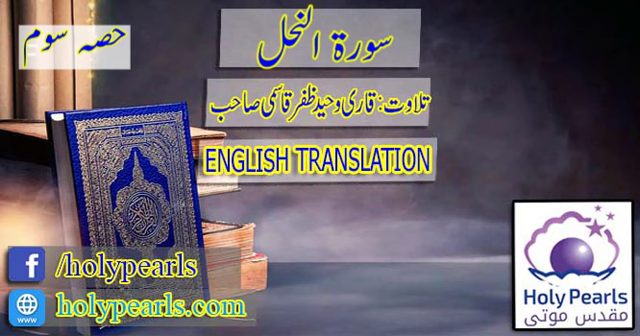 حصہ سوم
سورۃ النحل
تلاوت: قاری وحید ظفر قاسمی صاحب
ENGLISH TRANSLATION
/holypearls
www
holypearls.com
Holy Pearls
مقدس موتی